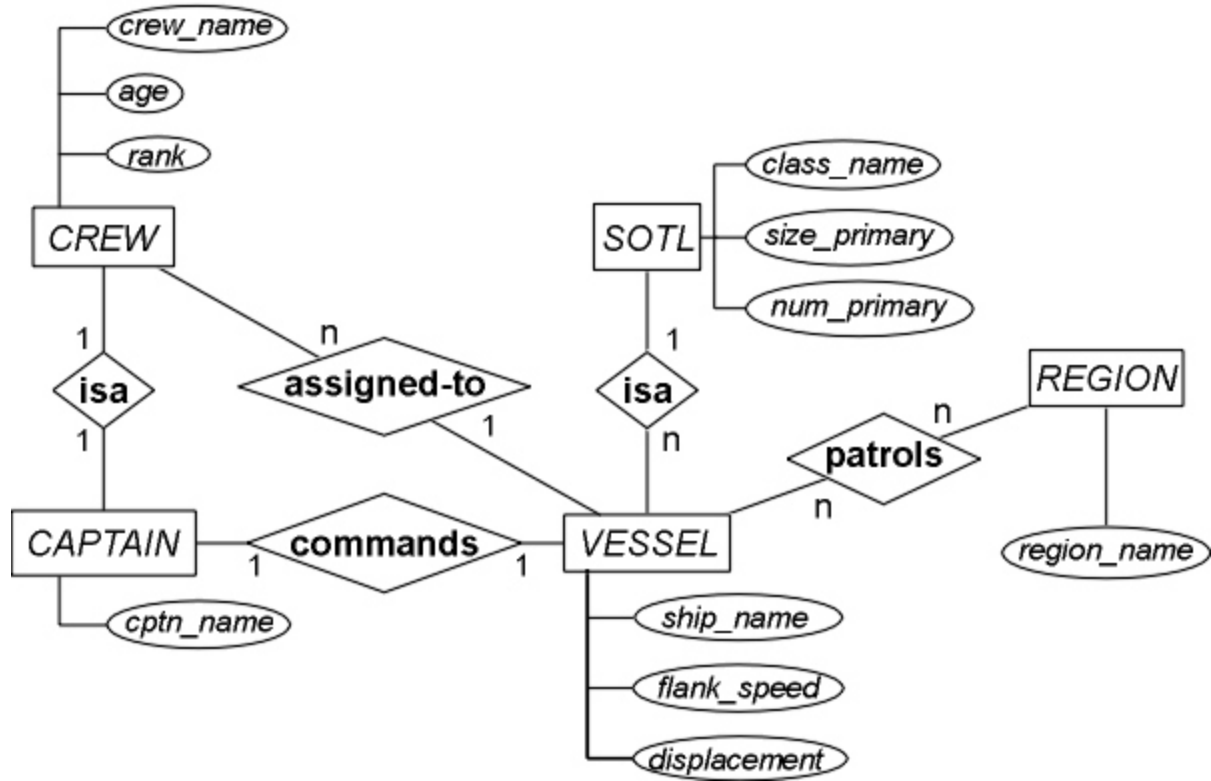 crew_name
age
rank
CREW
class_name
SOTL
size_primary
num_primary
1
n
1
isa
assigned-to
isa
REGION
1
1
n
n
patrols
n
CAPTAIN
1
commands
1
VESSEL
region_name
cptn_name
ship_name
flank_speed
displacement